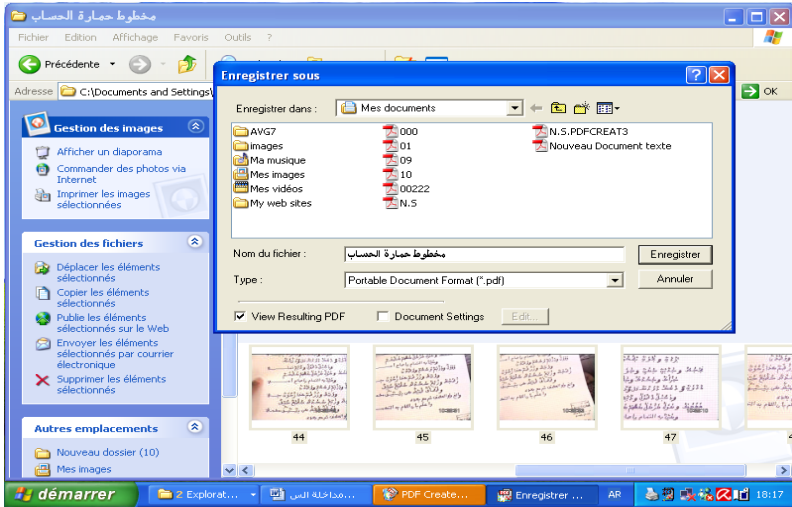 مخطوط حمارة الحساب
Fichier Edition Affichage Favoris Outils ?
Précédente
Adresse C:\Documents and Settings\ OK
Enregistrer sous
Enregistrer dans : Mes documents
AVG7 000 N.S.PDFCREAT3
images 01 Nouveau Document texte
Ma musique 09
Mes images 10
Mes vidéos 00222
My web sites N.S
Nom du fichier : مخطوط حمارة الحساب Enregistrer
Type : Portable Document Format (*.pdf) Annuler
View Resulting PDF Document Settings Edit...
Gestion des images
Afficher un diaporama
Commander des photos via
Internet
Imprimer les images
sélectionnées
Gestion des fichiers
Déplacer les éléments
sélectionnés
Copier les éléments
sélectionnés
Publie les éléments
sélectionnés sur le Web
Envoyer les éléments
sélectionnés par courrier
électronique
Supprimer les éléments
sélectionnés
Autres emplacements
Nouveau dossier (10)
Mes images
44 45 46 47
démarrer 2 Explorat... مداخلة الس... PDF Create... Enregistrer ... AR 18:17